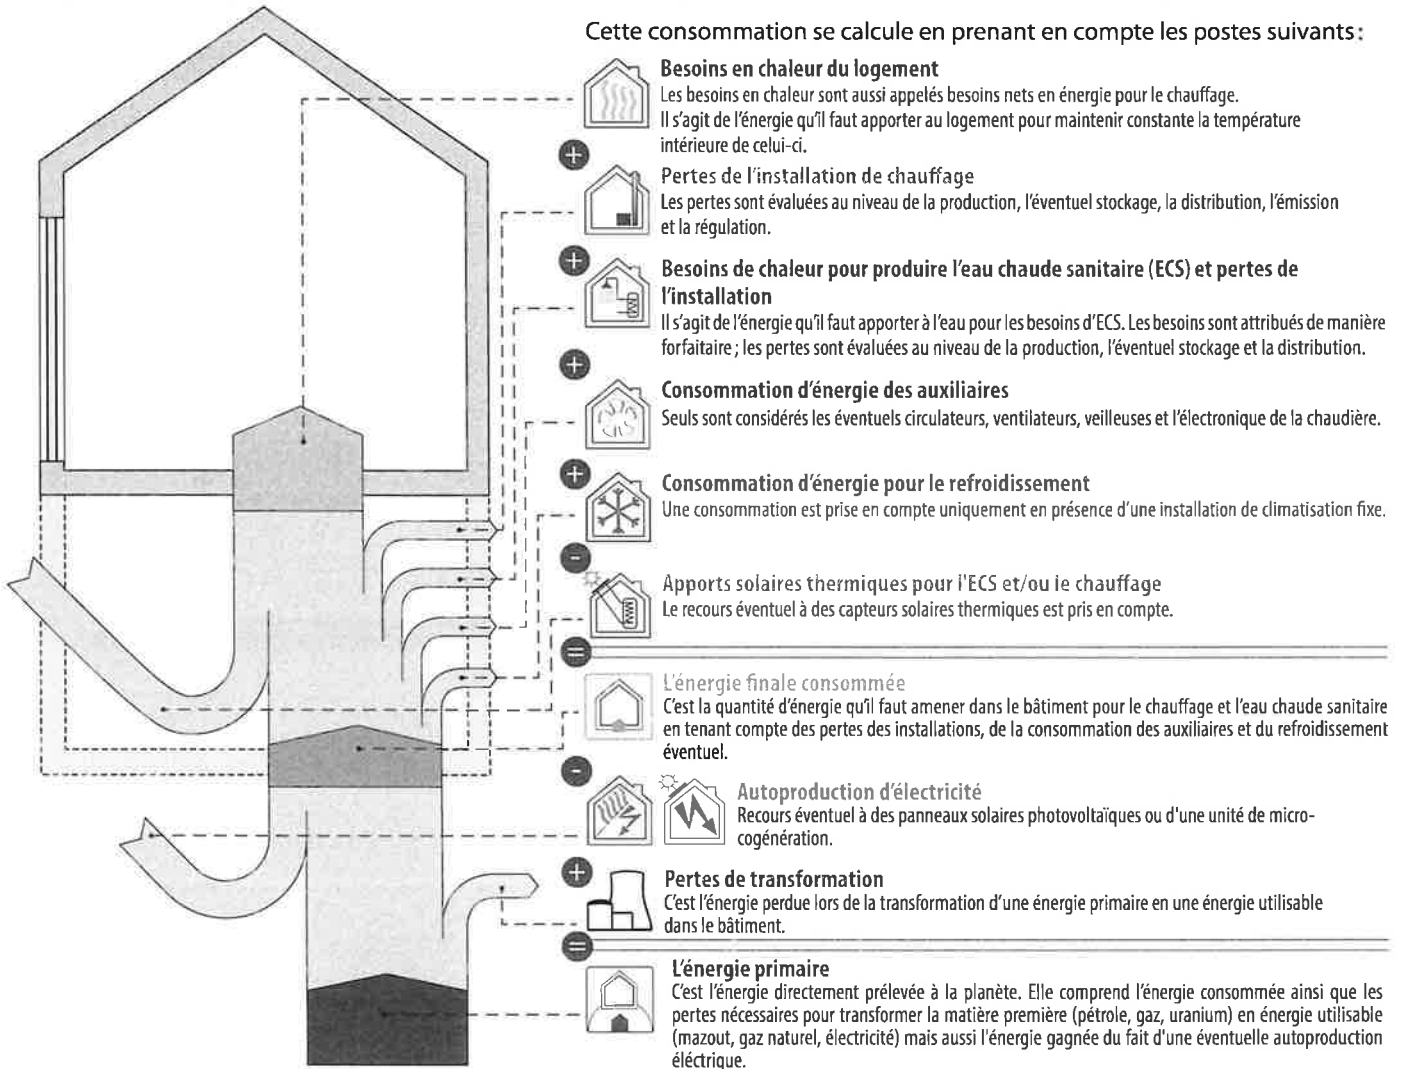 Cette consommation se calcule en prenant en compte les postes suivants :
Besoins en chaleur du logement
Les besoins en chaleur sont aussi appelés besoins nets en énergie pour le chauffage.
Il s'agit de l'énergie qu'il faut apporter au logement pour maintenir constante la température
intérieure de celui-ci.
+
Pertes de l'installation de chauffage
Les pertes sont évaluées au niveau de la production, l'éventuel stockage, la distribution, l'émission
et la régulation.
+
Besoins de chaleur pour produire l'eau chaude sanitaire (ECS) et pertes de
l'installation
Il s'agit de l'énergie qu'il faut apporter à l'eau pour les besoins d'ECS. Les besoins sont attribués de manière
forfaitaire ; les pertes sont évaluées au niveau de la production, l'éventuel stockage et la distribution.
+
Consommation d'énergie des auxiliaires
Seuls sont considérés les éventuels circulateurs, ventilateurs, veilleuses et l'électronique de la chaudière.
+
Consommation d'énergie pour le refroidissement
Une consommation est prise en compte uniquement en présence d'une installation de climatisation fixe.
-
Apports solaires thermiques pour l'ECS et/ou le chauffage
Le recours éventuel à des capteurs solaires thermiques est pris en compte.
=
L'énergie finale consommée
C'est la quantité d'énergie qu'il faut amener dans le bâtiment pour le chauffage et l'eau chaude sanitaire
en tenant compte des pertes des installations, de la consommation des auxiliaires et du refroidissement
éventuel.
-
Autoproduction d'électricité
Recours éventuel à des panneaux solaires photovoltaïques ou d'une unité de micro-
cogénération.
+
Pertes de transformation
C'est l'énergie perdue lors de la transformation d'une énergie primaire en une énergie utilisable
dans le bâtiment.
=
L'énergie primaire
C'est l'énergie directement prélevée à la planète. Elle comprend l'énergie consommée ainsi que les
pertes nécessaires pour transformer la matière première (pétrole, gaz, uranium) en énergie utilisable
(mazout, gaz naturel, électricité) mais aussi l'énergie gagnée du fait d'une éventuelle autoproduction
éléctrique.